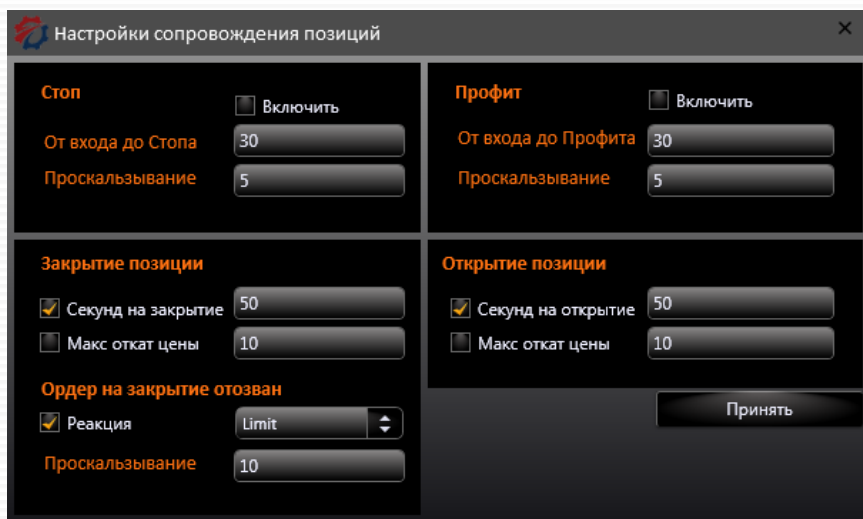 Настройки сопровождения позиций
Стоп
Включить
От входа до Стопа 30
Проскальзывание 5
Профит
Включить
От входа до Профита 30
Проскальзывание 5
Закрытие позиции
Секунд на закрытие 50
Макс откат цены 10
Ордер на закрытие отозван
Реакция Limit
Проскальзывание 10
Открытие позиции
Секунд на открытие 50
Макс откат цены 10
Принять